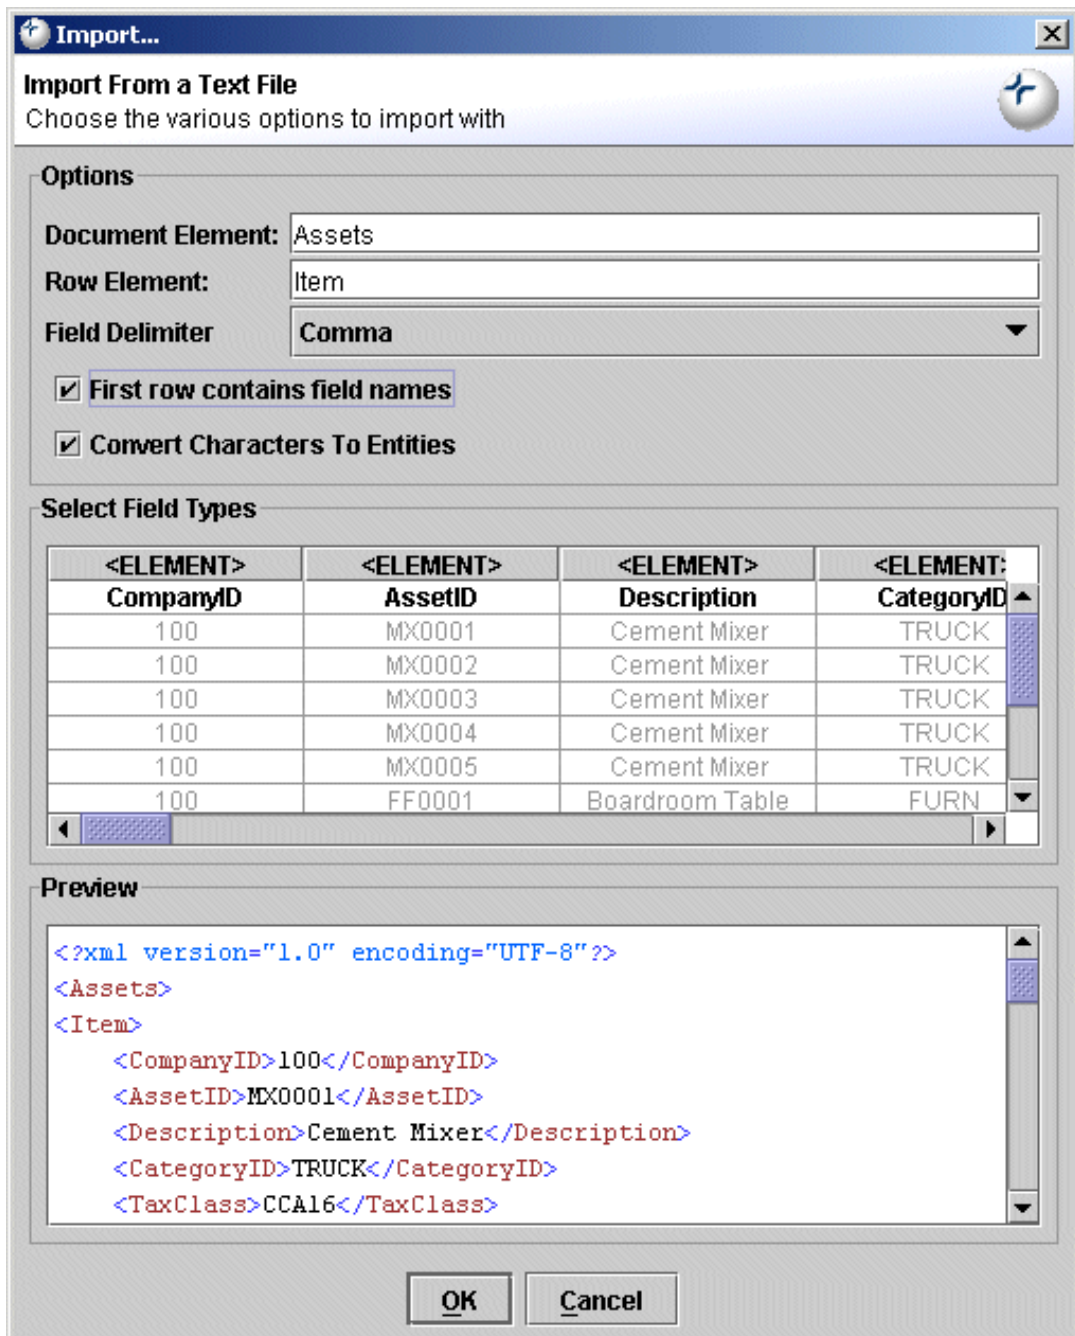 Import...
Import From a Text File
Choose the various options to import with
Options
Document Element: Assets
Row Element: Item
Field Delimiter Comma
First row contains field names
Convert Characters To Entities
Select Field Types
<ELEMENT> <ELEMENT> <ELEMENT> <ELEMENT:
CompanyID AssetID Description CategoryID
100 MX0001 Cement Mixer TRUCK
100 MX0002 Cement Mixer TRUCK
100 MX0003 Cement Mixer TRUCK
100 MX0004 Cement Mixer TRUCK
100 MX0005 Cement Mixer TRUCK
100 FF0001 Boardroom Table FURN
Preview
<?xml version="1.0" encoding="UTF-8"?>
<Assets>
<Item>
<CompanyID>100</CompanyID>
<AssetID>MX0001</AssetID>
<Description>Cement Mixer</Description>
<CategoryID>TRUCK</CategoryID>
<TaxClass>CCA16</TaxClass>
OK Cancel